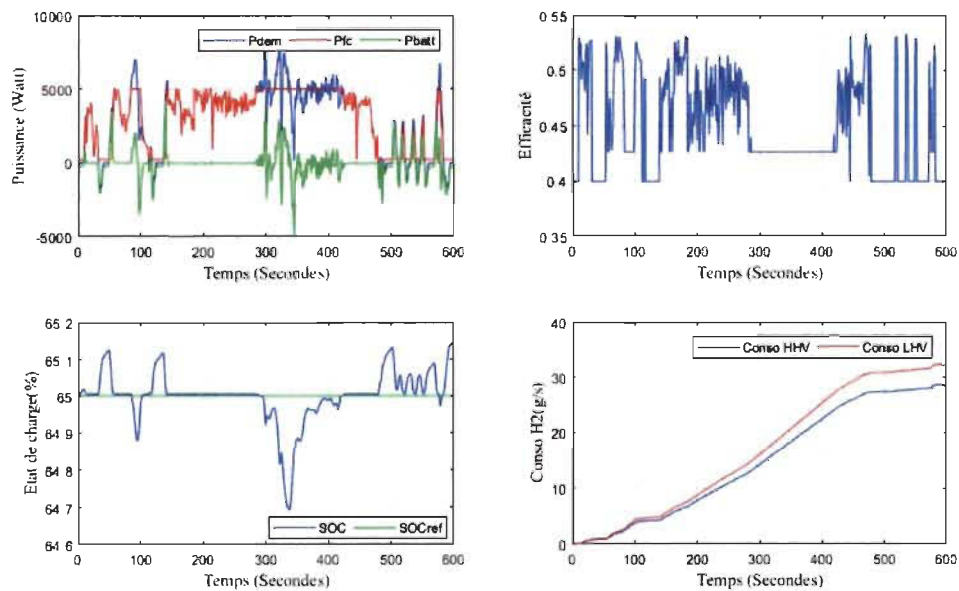 10000
5000
0
-5000
Puissance (Watt)
Pdem Pfc Pbatt
0 100 200 300 400 500 600
Temps (Secondes)
0.55
0.5
0.45
0.4
0.35
Efficacité
0 100 200 300 400 500 600
Temps (Secondes)
65 2
65 1
65
64 9
64 8
64 7
64 6
Etat de charge(%)
SOC SOCref
0 100 200 300 400 500 600
Temps (Secondes)
40
30
20
10
0
Conso H2(g/s)
Conso HHV Conso LHV
0 100 200 300 400 500 600
Temps (Secondes)